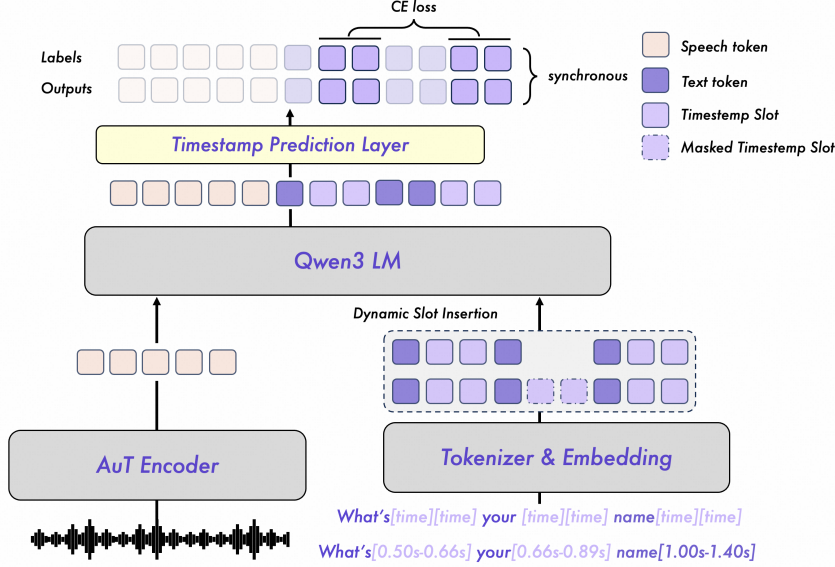 CE loss
Labels
Outputs
synchronous
Speech token
Text token
Timestemp Slot
Masked Timestemp Slot
Timestamp Prediction Layer
Qwen3 LM
Dynamic Slot Insertion
AuT Encoder
Tokenizer & Embedding
What's[time][time] your [time][time] name[time][time]
What's[0.50s-0.66s] your[0.66s-0.89s] name[1.00s-1.40s]